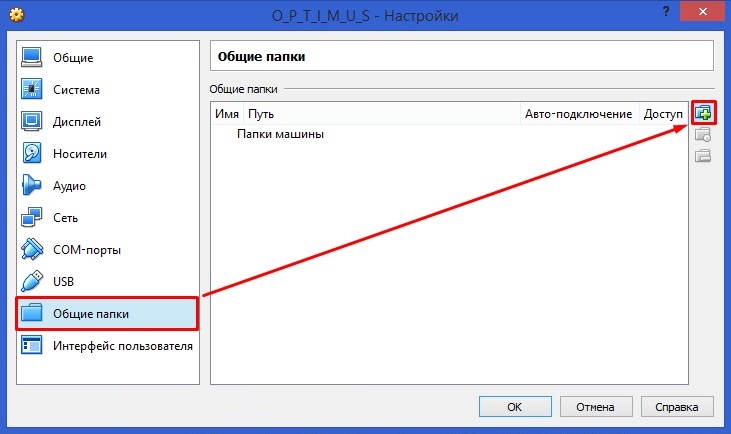 O_P_T_I_M_U_S - Настройки
?
Общие
Система
Дисплей
Носители
Аудио
Сеть
COM-порты
USB
Общие папки
Интерфейс пользователя
Общие папки
Общие папки
Имя Путь Авто-подключение Доступ
Папки машины
OK Отмена Справка